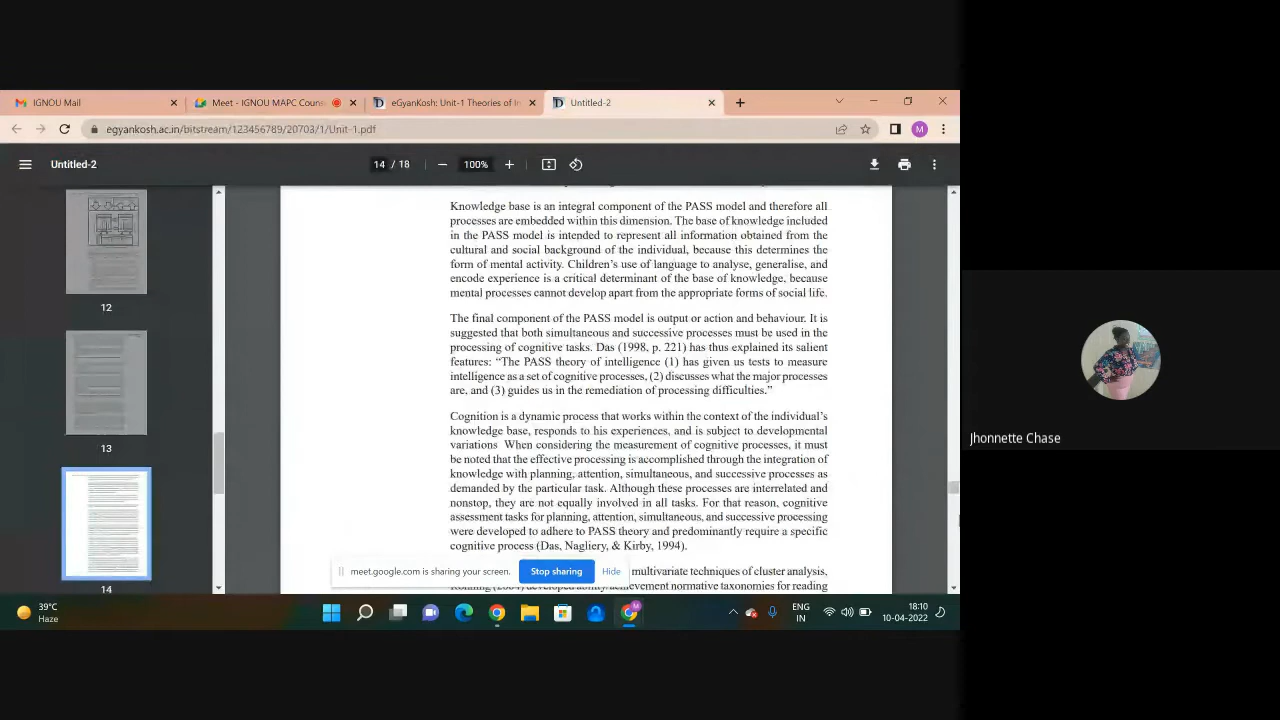 IGNOU Mail
Meet - IGNOU MAPC Couns
eGyanKosh: Unit-1 Theories of In
Untitled-2
egyankosh.ac.in/bitstream/123456789/20703/1/Unit-1.pdf
M
Untitled-2
14 / 18
100%
12
13
14
Knowledge base is an integral component of the PASS model and therefore all
processes are embedded within this dimension. The base of knowledge included
in the PASS model is intended to represent all information obtained from the
cultural and social background of the individual, because this determines the
form of mental activity. Children's use of language to analyse, generalise, and
encode experience is a critical determinant of the base of knowledge, because
mental processes cannot develop apart from the appropriate forms of social life.
The final component of the PASS model is output or action and behaviour. It is
suggested that both simultaneous and successive processes must be used in the
processing of cognitive tasks. Das (1998, p. 221) has thus explained its salient
features: “The PASS theory of intelligence (1) has given us tests to measure
intelligence as a set of cognitive processes, (2) discusses what the major processes
are, and (3) guides us in the remediation of processing difficulties.”
Cognition is a dynamic process that works within the context of the individual's
knowledge base, responds to his experiences, and is subject to developmental
variations When considering the measurement of cognitive processes, it must
be noted that the effective processing is accomplished through the integration of
knowledge with planning, attention, simultaneous, and successive processes as
demanded by the particular task. Although these processes are interrelated and
nonstop, they are not equally involved in all tasks. For that reason, cognitive
assessment tasks for planning, attention, simultaneous, and successive processing
were developed to adhere to PASS theory and predominantly require a specific
cognitive process (Das, Nagliery, & Kirby, 1994).
multivariate techniques of cluster analysis,
developed ability/achievement normative taxonomies for reading
meet.google.com is sharing your screen.
Stop sharing
Hide
Jhonnette Chase
39°C
Haze
ENG
IN
18:10
10-04-2022